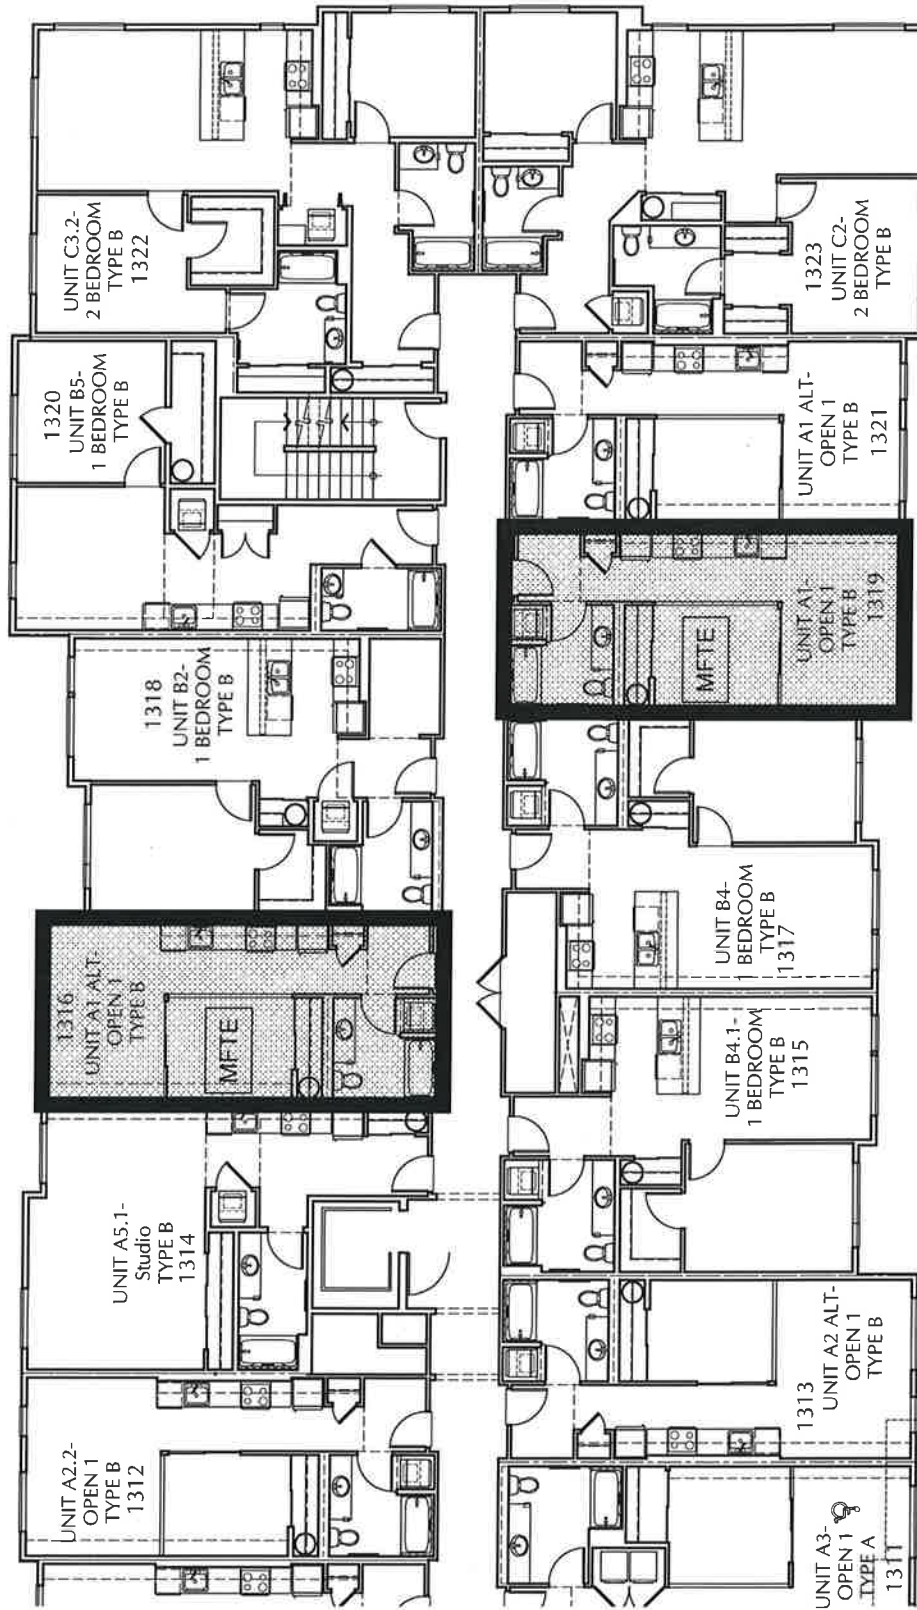 UNIT C3.2-
2 BEDROOM
TYPE B
1322
1323
UNIT C2-
2 BEDROOM
TYPE B
1320
UNIT B5-
1 BEDROOM
TYPE B
UNIT A1 ALT-
OPEN 1
TYPE B
1321
1318
UNIT B2-
1 BEDROOM
TYPE B
MFTE
UNIT A1-
OPEN 1
TYPE B
1319
1316
UNIT A1 ALT-
OPEN 1
TYPE B
MFTE
UNIT B4-
1 BEDROOM
TYPE B
1317
UNIT B4.1-
1 BEDROOM
TYPE B
1315
UNIT A5.1-
Studio
TYPE B
1314
1313
UNIT A2 ALT-
OPEN 1
TYPE B
UNIT A2.2-
OPEN 1
TYPE B
1312
UNIT A3-
OPEN 1
TYPE A
1311